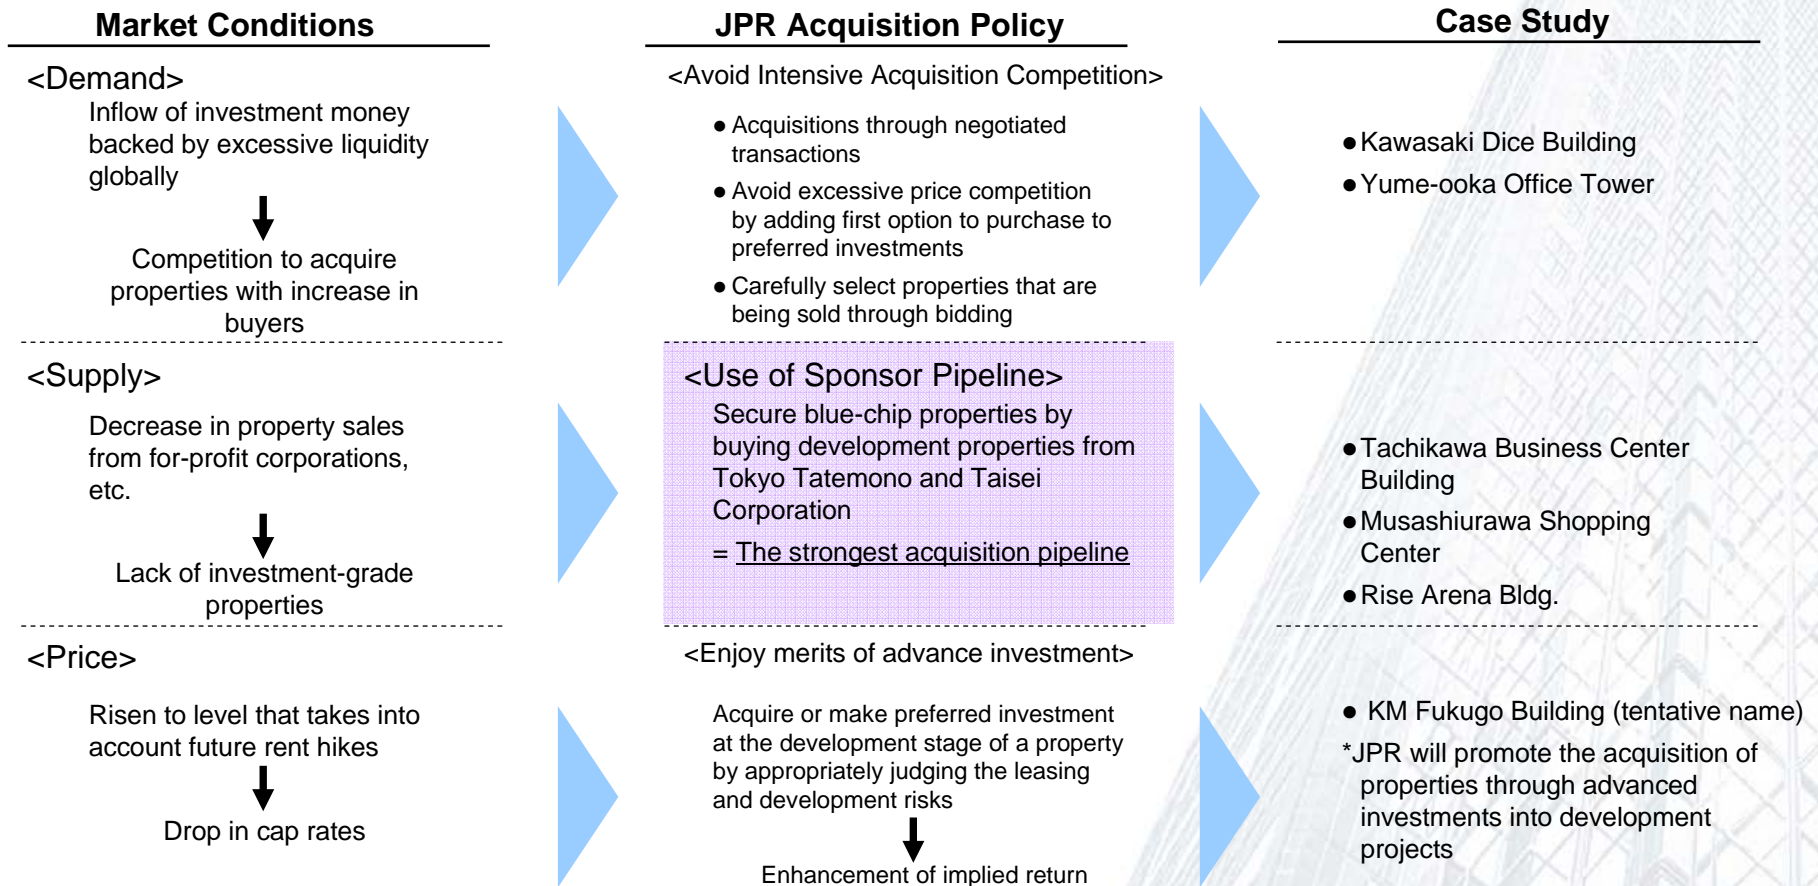 Market Conditions
JPR Acquisition Policy
Case Study
<Demand>
Inflow of investment money
backed by excessive liquidity
globally
Competition to acquire
properties with increase in
buyers
<Avoid Intensive Acquisition Competition>
● Acquisitions through negotiated
transactions
● Avoid excessive price competition
by adding first option to purchase to
preferred investments
● Carefully select properties that are
being sold through bidding
● Kawasaki Dice Building
● Yume-ooka Office Tower
<Supply>
Decrease in property sales
from for-profit corporations,
etc.
Lack of investment-grade
properties
<Use of Sponsor Pipeline>
Secure blue-chip properties by
buying development properties from
Tokyo Tatemono and Taisei
Corporation
= The strongest acquisition pipeline
● Tachikawa Business Center
Building
● Musashiurawa Shopping
Center
● Rise Arena Bldg.
<Price>
Risen to level that takes into
account future rent hikes
Drop in cap rates
<Enjoy merits of advance investment>
Acquire or make preferred investment
at the development stage of a property
by appropriately judging the leasing
and development risks
Enhancement of implied return
● KM Fukugo Building (tentative name)
*JPR will promote the acquisition of
properties through advanced
investments into development
projects